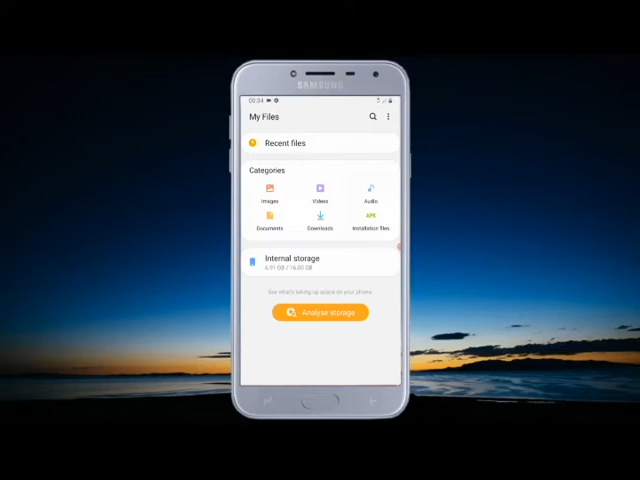 SAMSUNG
00:34
My Files
Recent files
Categories
Images
Videos
Audio
Documents
Downloads
APK
Installation files
Internal storage
6.91 GB / 16.00 GB
See what's taking up space on your phone.
Analyse storage